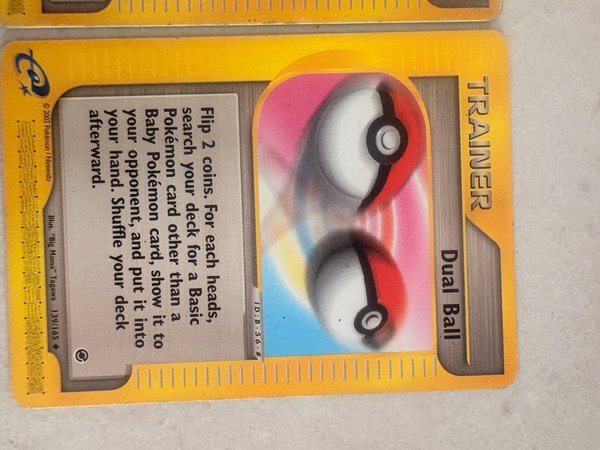 TRAINER
Dual Ball
ID:B-56-#
Flip 2 coins. For each heads,
search your deck for a Basic
Pokémon card other than a
Baby Pokémon card, show it to
your opponent, and put it into
your hand. Shuffle your deck
afterward.
Illus. "Big Mama" Tagawa 139/165
© 2002 Pokémon / Nintendo
e